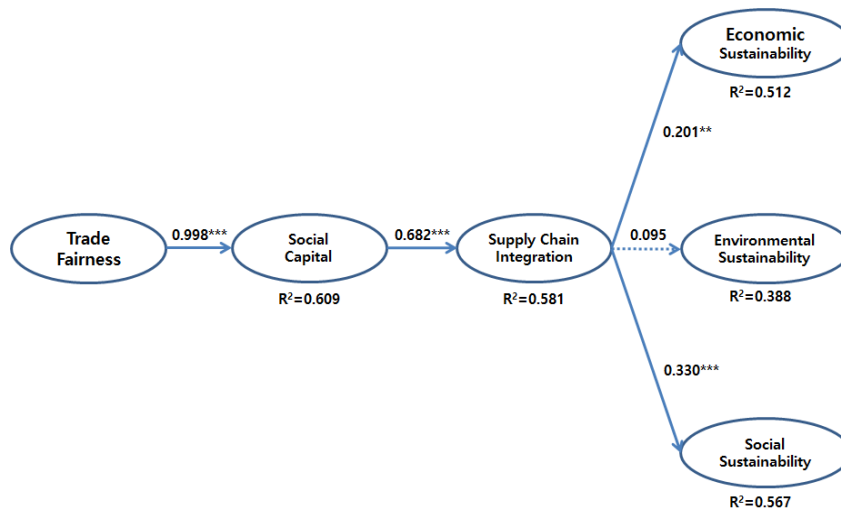 Economic
Sustainability
R²=0.512
0.201**
Trade
Fairness
0.998***
Social
Capital
R²=0.609
0.682***
Supply Chain
Integration
R²=0.581
0.095
Environmental
Sustainability
R²=0.388
0.330***
Social
Sustainability
R²=0.567